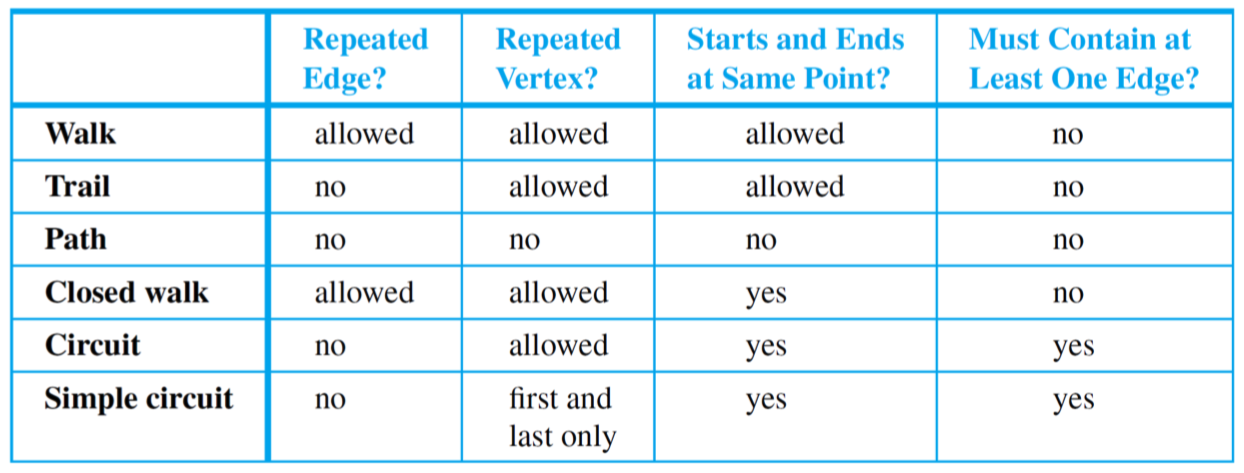 Repeated Edge? Repeated Vertex? Starts and Ends at Same Point? Must Contain at Least One Edge?
Walk allowed allowed allowed no
Trail no allowed allowed no
Path no no no no
Closed walk allowed allowed yes no
Circuit no allowed yes yes
Simple circuit no first and last only yes yes